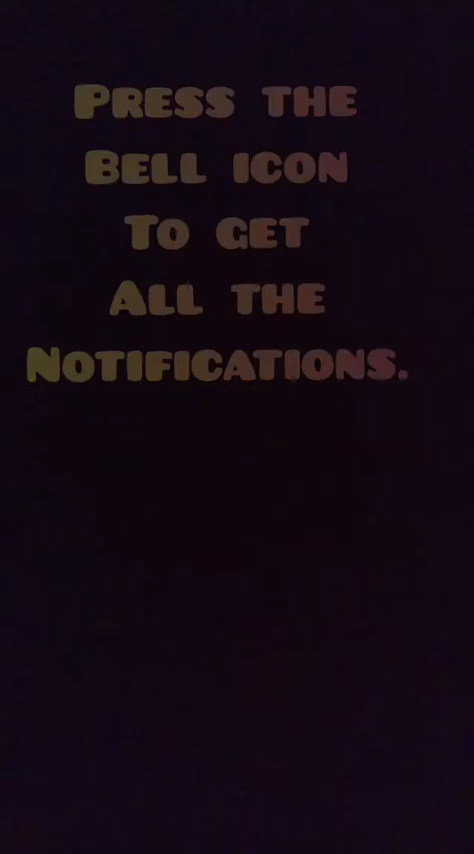 Press the
Bell icon
To get
All the
Notifications.